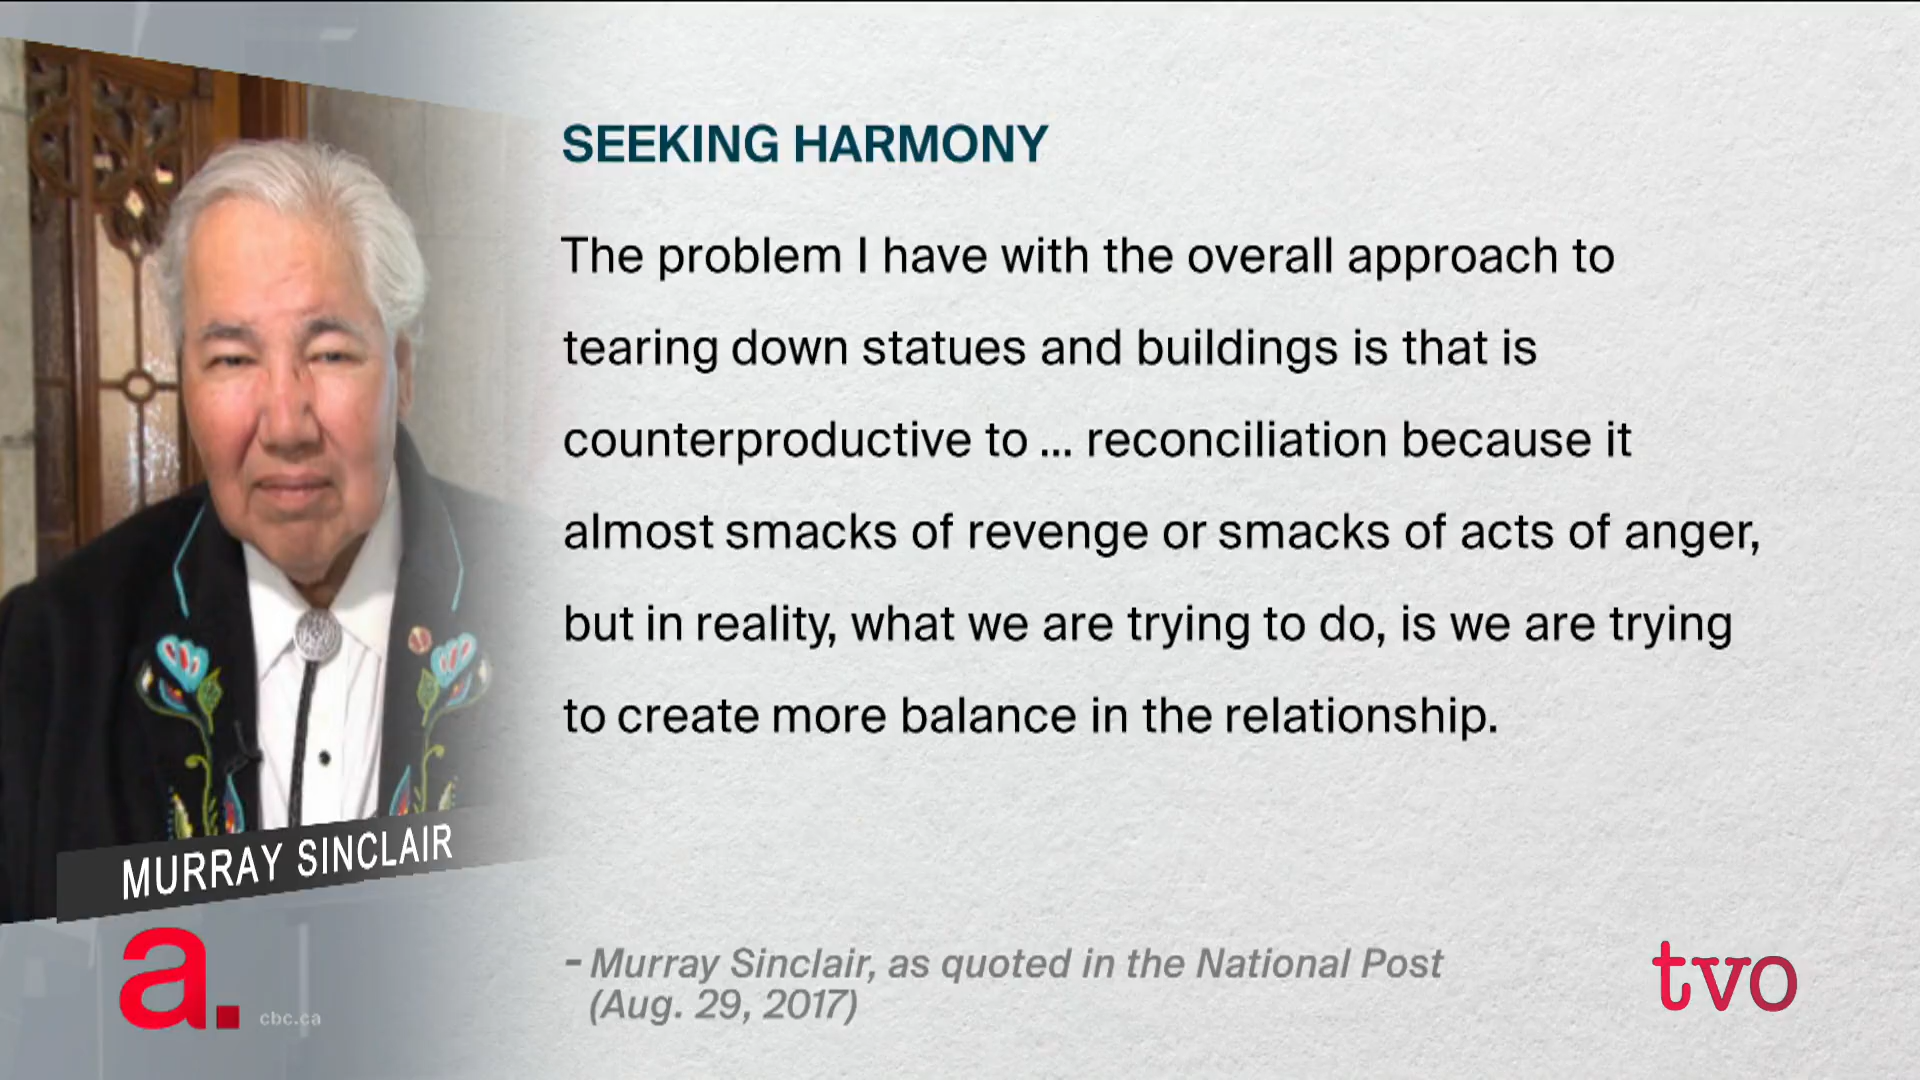 SEEKING HARMONY
The problem I have with the overall approach to
tearing down statues and buildings is that is
counterproductive to ... reconciliation because it
almost smacks of revenge or smacks of acts of anger,
but in reality, what we are trying to do, is we are trying
to create more balance in the relationship.
MURRAY SINCLAIR
a.
cbc.ca
- Murray Sinclair, as quoted in the National Post
(Aug. 29, 2017)
tvo